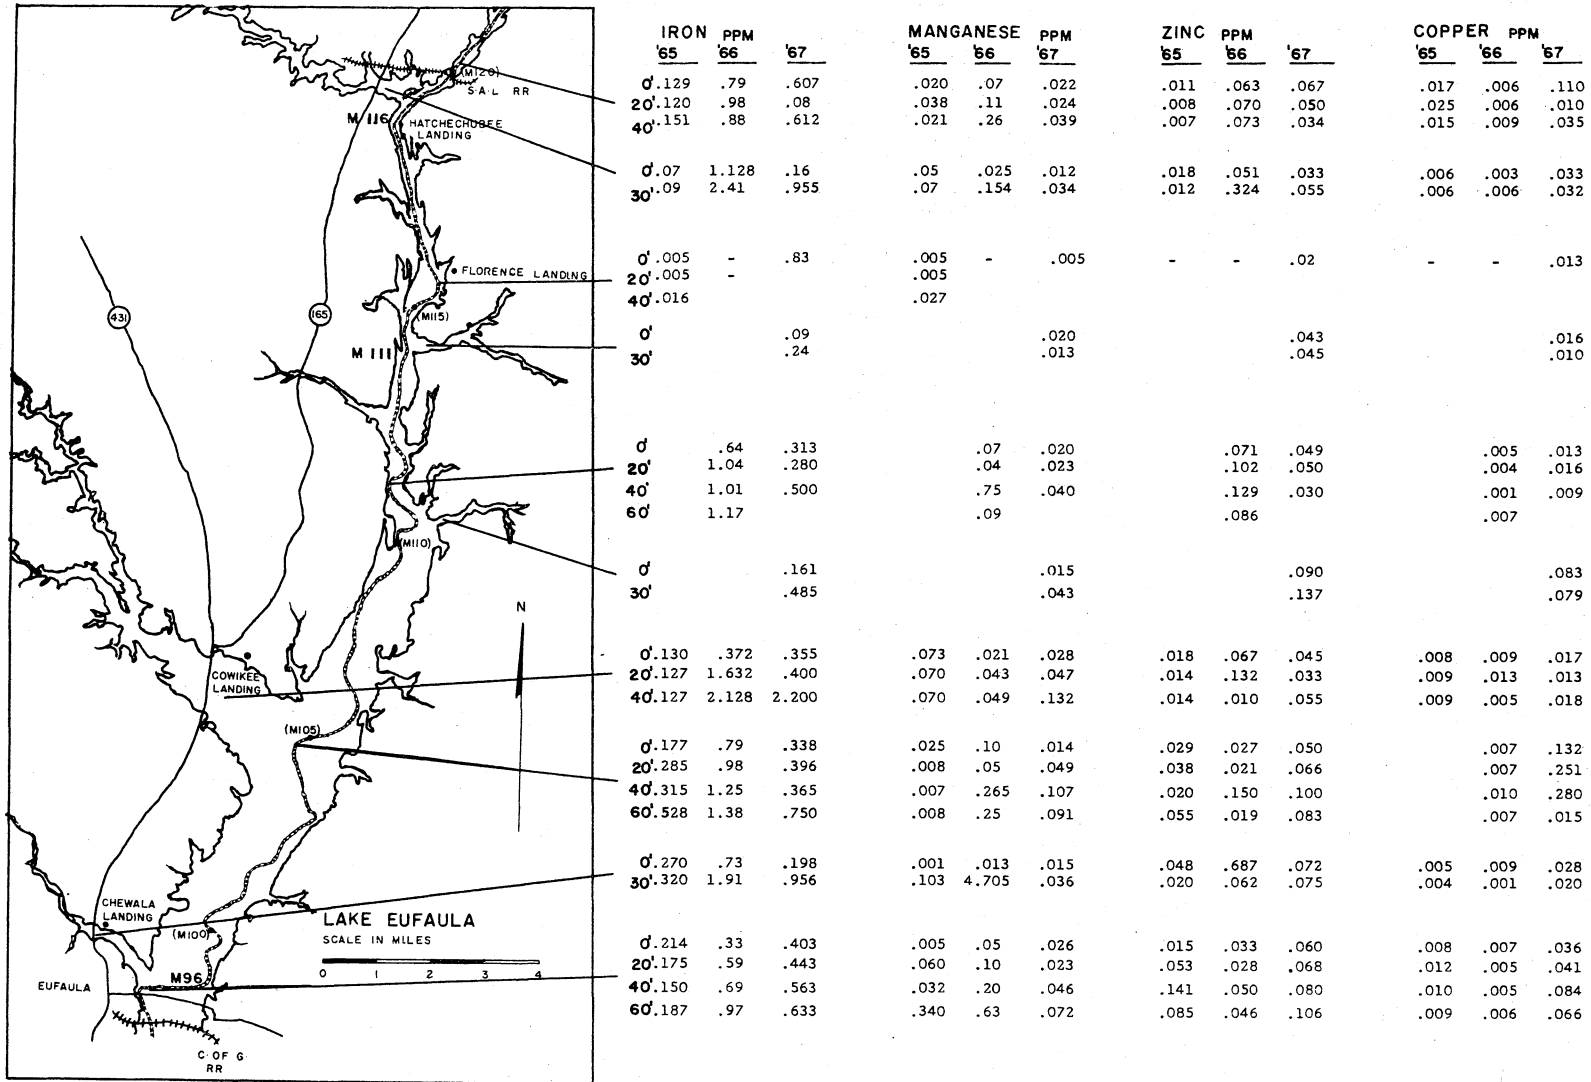 IRON PPM MANGANESE PPM ZINC PPM COPPER PPM
'65 '66 '67 '65 '66 '67 '65 '66 '67 '65 '66 '67
0' .129 .79 .607 .020 .07 .022 .011 .063 .067 .017 .006 .110
20' .120 .98 .08 .038 .11 .024 .008 .070 .050 .025 .006 .010
40' .151 .88 .612 .021 .26 .039 .007 .073 .034 .015 .009 .035
0' .07 1.128 .16 .05 .025 .012 .018 .051 .033 .006 .003 .033
30' .09 2.41 .955 .07 .154 .034 .012 .324 .055 .006 .006 .032
0' .005 - .83 .005 - .005 - - .02 - - .013
20' .005 - .005
40' .016 .027
0' .09 .020 .043 .016
30' .24 .013 .045 .010
0' .64 .313 .07 .020 .071 .049 .005 .013
20' 1.04 .280 .04 .023 .102 .050 .004 .016
40' 1.01 .500 .75 .040 .129 .030 .001 .009
60' 1.17 .09 .086 .007
0' .161 .015 .090 .083
30' .485 .043 .137 .079
0' .130 .372 .355 .073 .021 .028 .018 .067 .045 .008 .009 .017
20' .127 1.632 .400 .070 .043 .047 .014 .132 .033 .009 .013 .013
40' .127 2.128 2.200 .070 .049 .132 .014 .010 .055 .009 .005 .018
0' .177 .79 .338 .025 .10 .014 .029 .027 .050 .007 .132
20' .285 .98 .396 .008 .05 .049 .038 .021 .066 .007 .251
40' .315 1.25 .365 .007 .265 .107 .020 .150 .100 .010 .280
60' .528 1.38 .750 .008 .25 .091 .055 .019 .083 .007 .015
0' .270 .73 .198 .001 .013 .015 .048 .687 .072 .005 .009 .028
30' .320 1.91 .956 .103 4.705 .036 .020 .062 .075 .004 .001 .020
0' .214 .33 .403 .005 .05 .026 .015 .033 .060 .008 .007 .036
20' .175 .59 .443 .060 .10 .023 .053 .028 .068 .012 .005 .041
40' .150 .69 .563 .032 .20 .046 .141 .050 .080 .010 .005 .084
60' .187 .97 .633 .340 .63 .072 .085 .046 .106 .009 .006 .066
(M120)
S.A.L RR
M 116
HATCHECHUBEE
LANDING
FLORENCE LANDING
431
165
(M115)
M 111
(M110)
N
COWIKEE
LANDING
(M105)
CHEWALA
LANDING
(M100)
LAKE EUFAULA
SCALE IN MILES
0 1 2 3 4
M96
EUFAULA
C. OF G.
RR